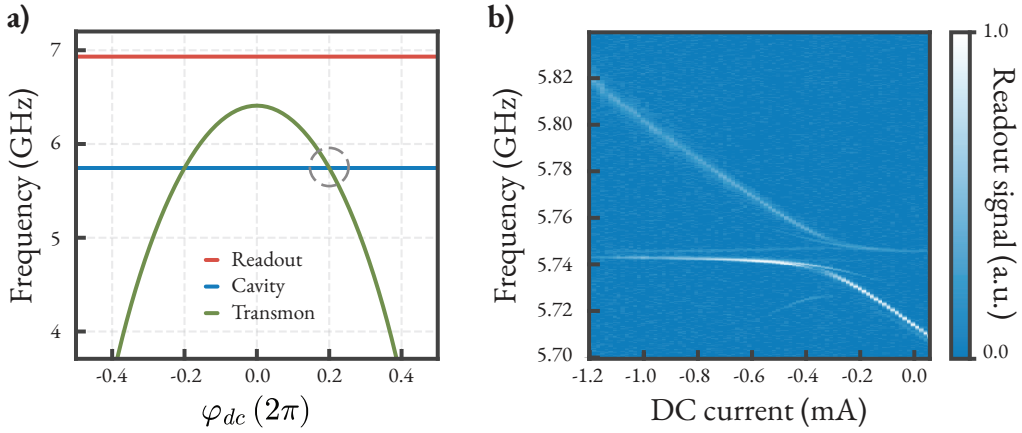 a)
Frequency (GHz)
7
6
5
4
-0.4
-0.2
0.0
0.2
0.4
φdc (2π)
Readout
Cavity
Transmon
b)
Frequency (GHz)
5.82
5.80
5.78
5.76
5.74
5.72
5.70
-1.2
-1.0
-0.8
-0.6
-0.4
-0.2
0.0
DC current (mA)
1.0
0.0
Readout signal (a.u.)